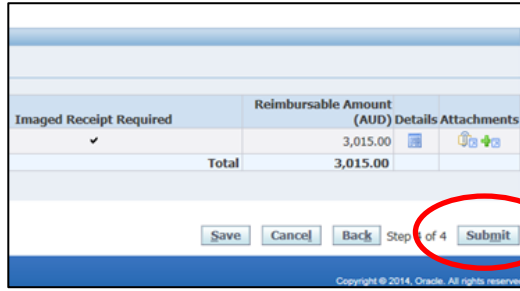 Reimbursable Amount
Imaged Receipt Required (AUD) Details Attachments
✔ 3,015.00
Total 3,015.00
Save Cancel Back Step 4 of 4 Submit
Copyright © 2014, Oracle. All rights reserve